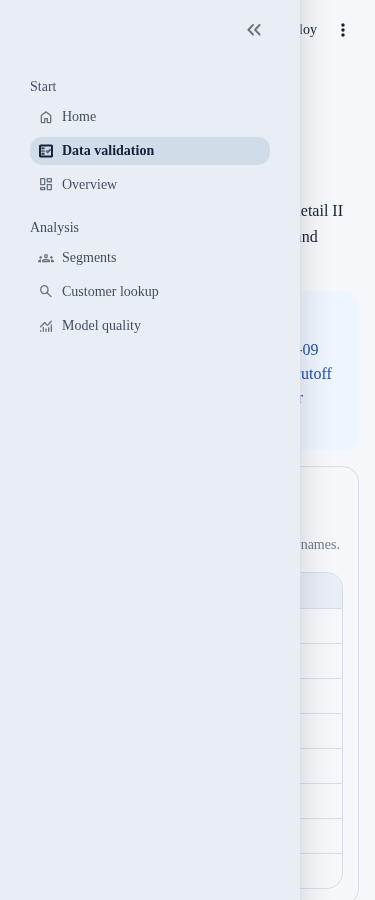 loy
Start
Home
Data validation
Overview
Analysis
Segments
Customer lookup
Model quality
etail II
nd
-09
utoff
r
names.